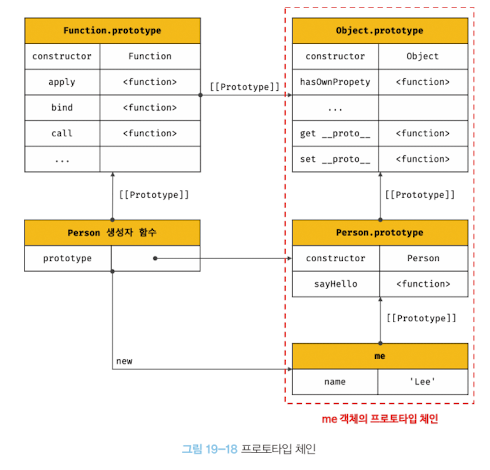 Function.prototype
constructor Function
apply <function>
bind <function>
call <function>
...
[[Prototype]]
Object.prototype
constructor Object
hasOwnPropety <function>
...
get __proto__ <function>
set __proto__ <function>
[[Prototype]]
[[Prototype]]
Person 생성자 함수
prototype
Person.prototype
constructor Person
sayHello <function>
[[Prototype]]
new
me
name 'Lee'
me 객체의 프로토타입 체인
그림 19-18 프로토타입 체인